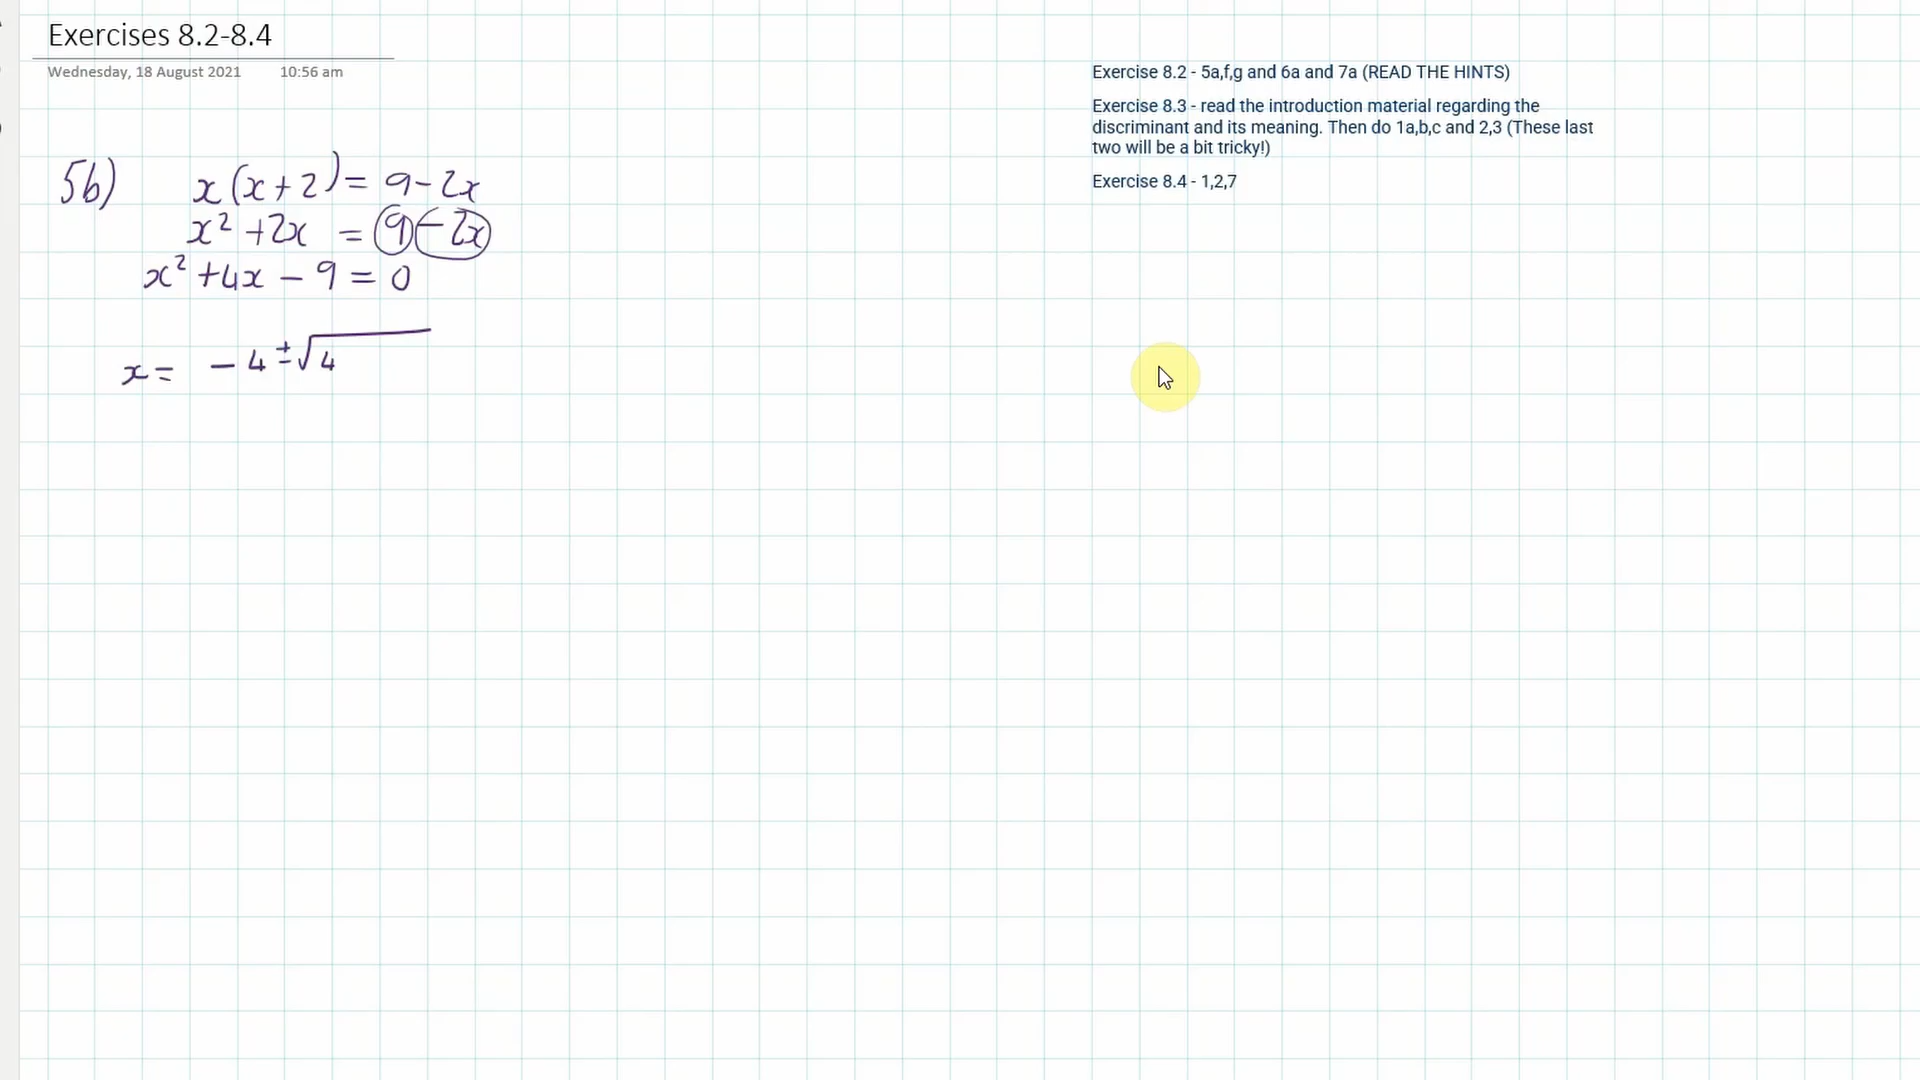 Exercises 8.2-8.4
Wednesday, 18 August 2021 10:56 am
Exercise 8.2 - 5a,f,g and 6a and 7a (READ THE HINTS)
Exercise 8.3 - read the introduction material regarding the
discriminant and its meaning. Then do 1a,b,c and 2,3 (These last
two will be a bit tricky!)
Exercise 8.4 - 1,2,7
5b) x(x+2) = 9-2x
x² +2x = 9-2x
x² +4x - 9 = 0
x = -4 ± √4